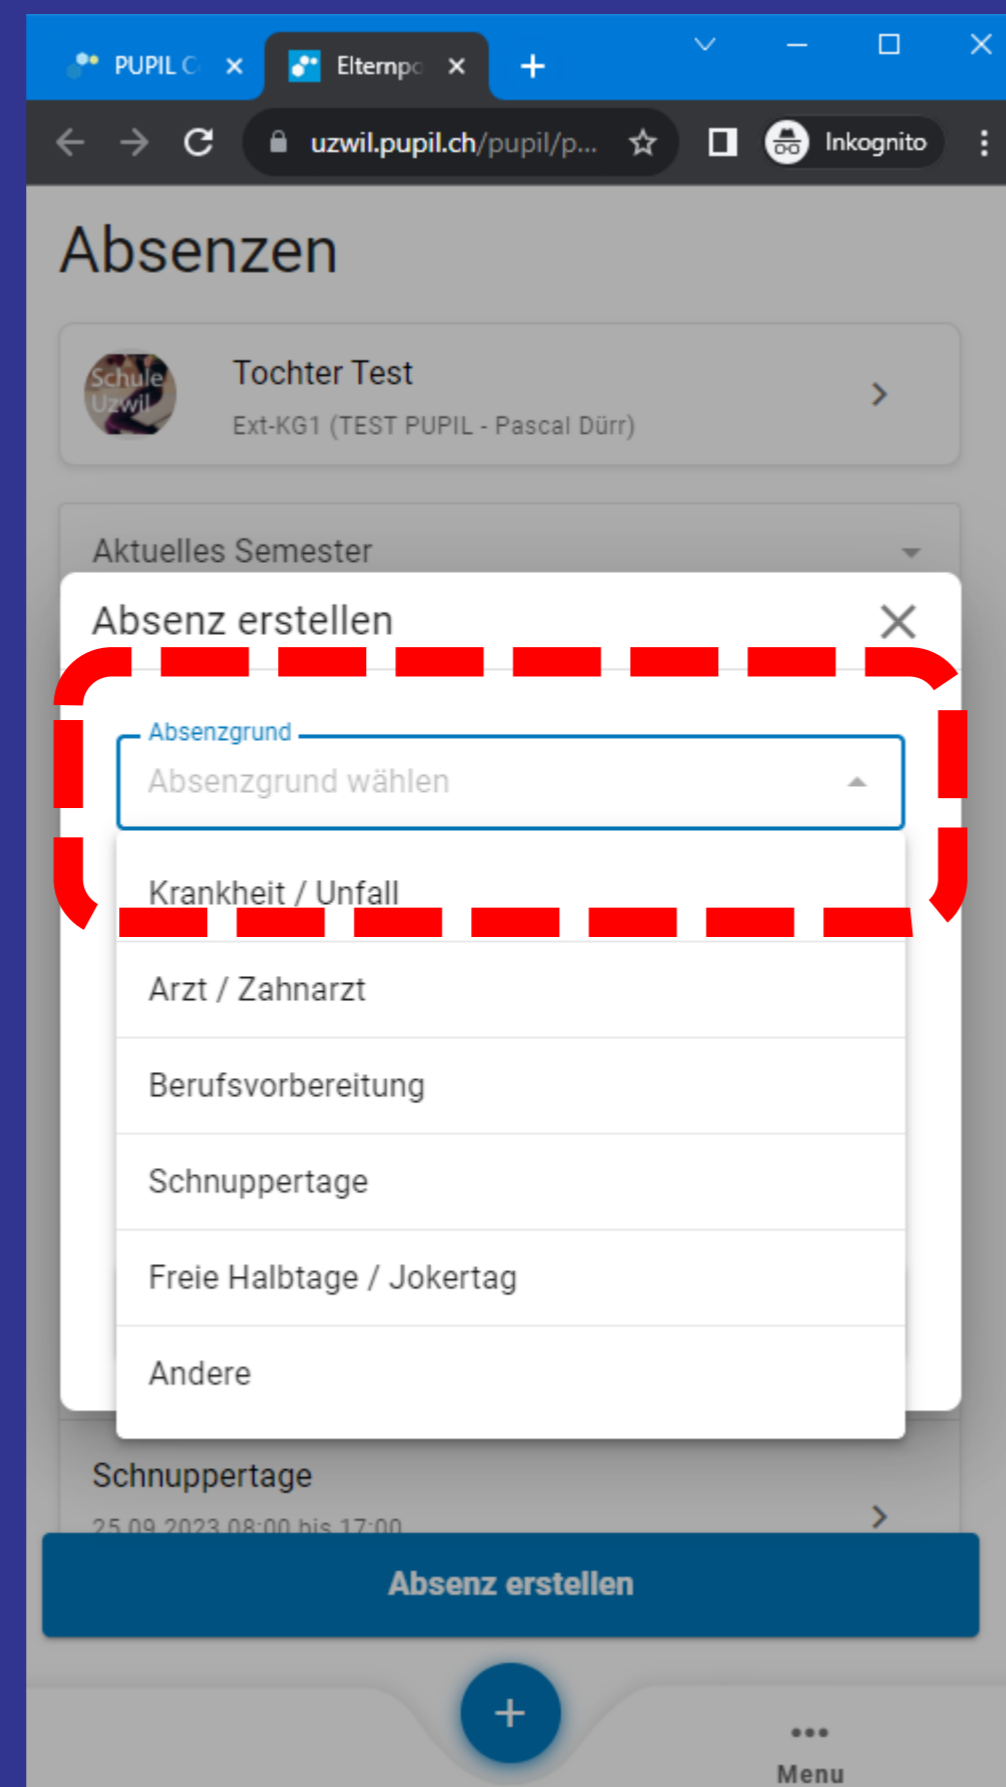 PUPIL C
Elternpo
uzwil.pupil.ch/pupil/p...
Inkognito
Absenzen
Schule
Uzwil
Tochter Test
Ext-KG1 (TEST PUPIL - Pascal Dürr)
Aktuelles Semester
Absenz erstellen
Absenzgrund
Absenzgrund wählen
Krankheit / Unfall
Arzt / Zahnarzt
Berufsvorbereitung
Schnuppertage
Freie Halbtage / Jokertag
Andere
Schnuppertage
25.09.2023 08:00 bis 17:00
Absenz erstellen
Menu